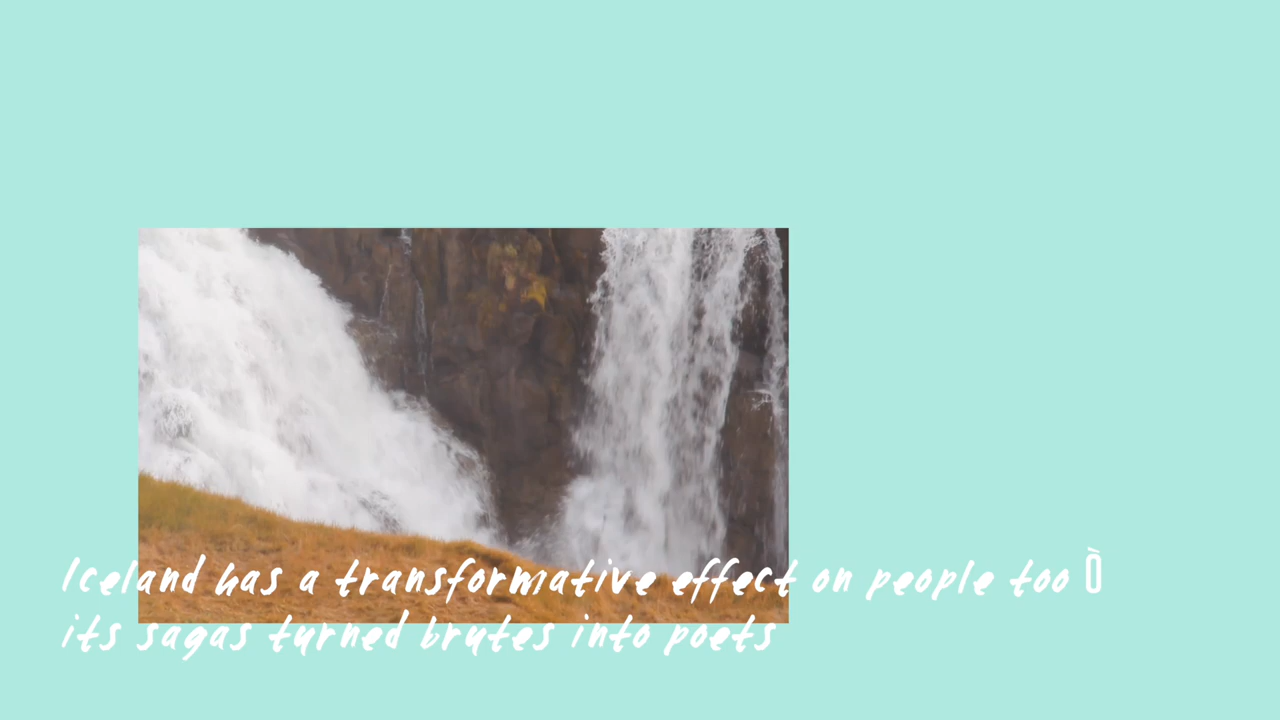 Iceland has a transformative effect on people too Ò
its sagas turned brutes into poets